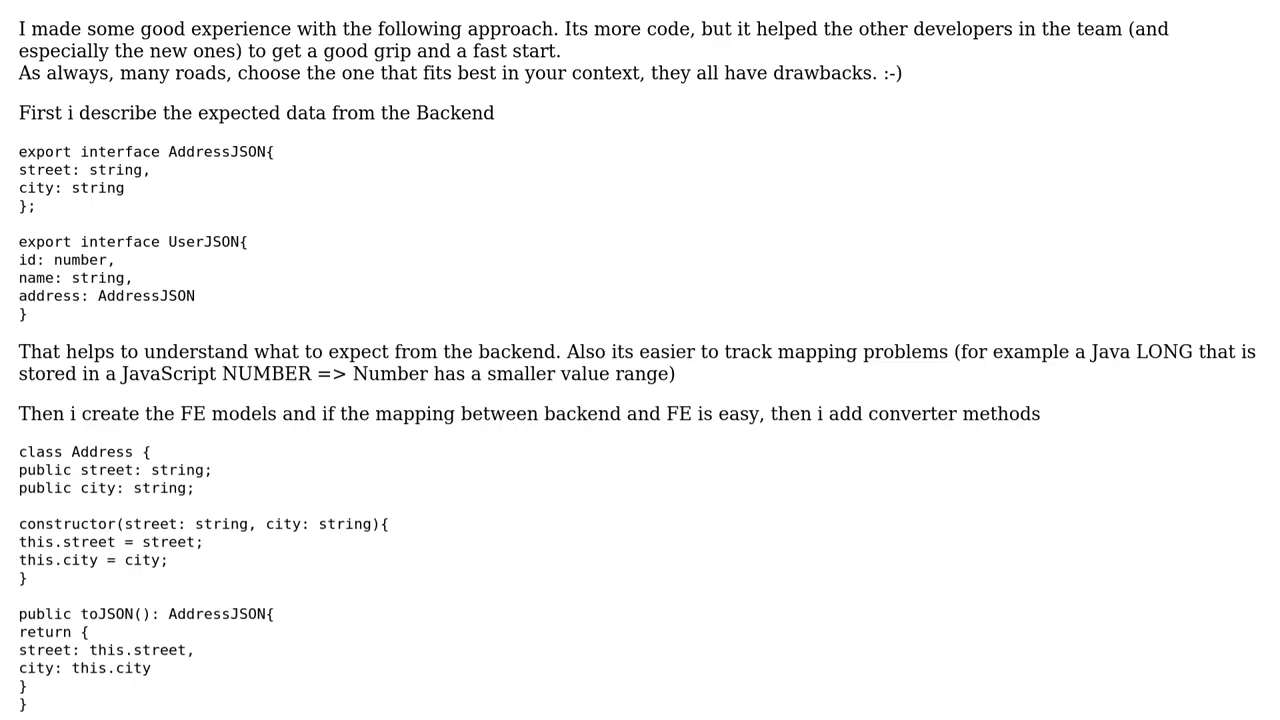 I made some good experience with the following approach. Its more code, but it helped the other developers in the team (and
especially the new ones) to get a good grip and a fast start.
As always, many roads, choose the one that fits best in your context, they all have drawbacks. :-)
First i describe the expected data from the Backend
export interface AddressJSON{
street: string,
city: string
};
export interface UserJSON{
id: number,
name: string,
address: AddressJSON
}
That helps to understand what to expect from the backend. Also its easier to track mapping problems (for example a Java LONG that is
stored in a JavaScript NUMBER => Number has a smaller value range)
Then i create the FE models and if the mapping between backend and FE is easy, then i add converter methods
class Address {
public street: string;
public city: string;
constructor(street: string, city: string){
this.street = street;
this.city = city;
}
public toJSON(): AddressJSON{
return {
street: this.street,
city: this.city
}
}